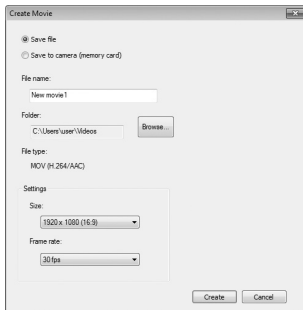 Create Movie
Save file
Save to camera (memory card)
File name:
New movie1
Folder:
C:\Users\user\Videos
Browse...
File type:
MOV (H.264/AAC)
Settings
Size:
1920 x 1080 (16:9)
Frame rate:
30 fps
Create Cancel